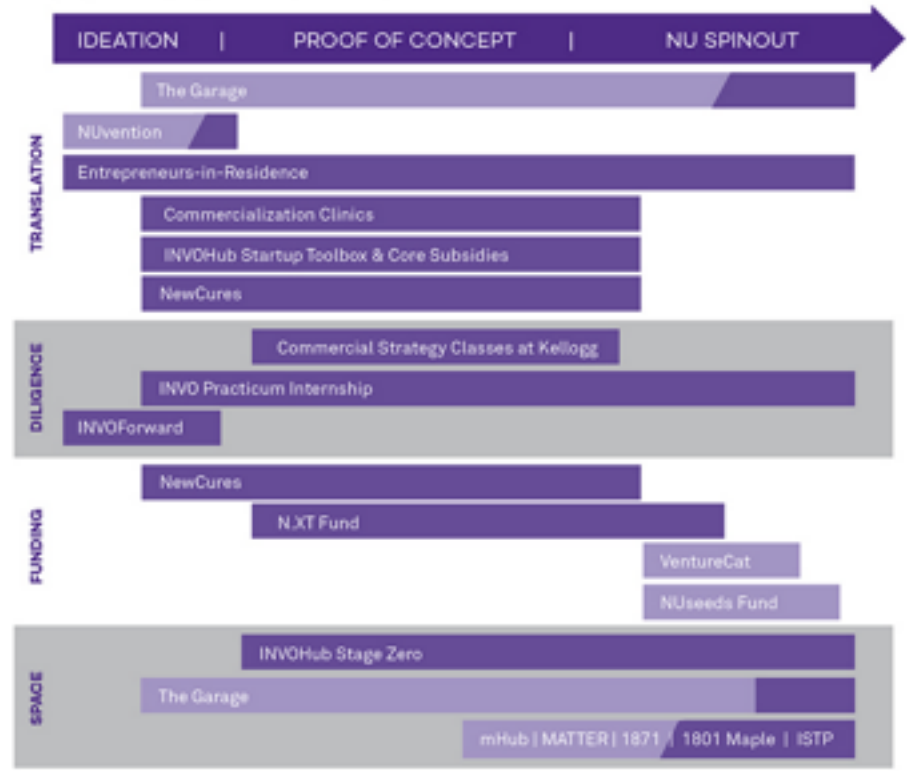 IDEATION | PROOF OF CONCEPT | NU SPINOUT
TRANSLATION
The Garage
NUvention
Entrepreneurs-in-Residence
Commercialization Clinics
INVOHub Startup Toolbox & Core Subsidies
NewCures
DILIGENCE
Commercial Strategy Classes at Kellogg
INVO Practicum Internship
INVOForward
FUNDING
NewCures
N.XT Fund
VentureCat
NUseeds Fund
SPACE
INVOHub Stage Zero
The Garage
mHub | MATTER | 1871 | 1801 Maple | ISTP